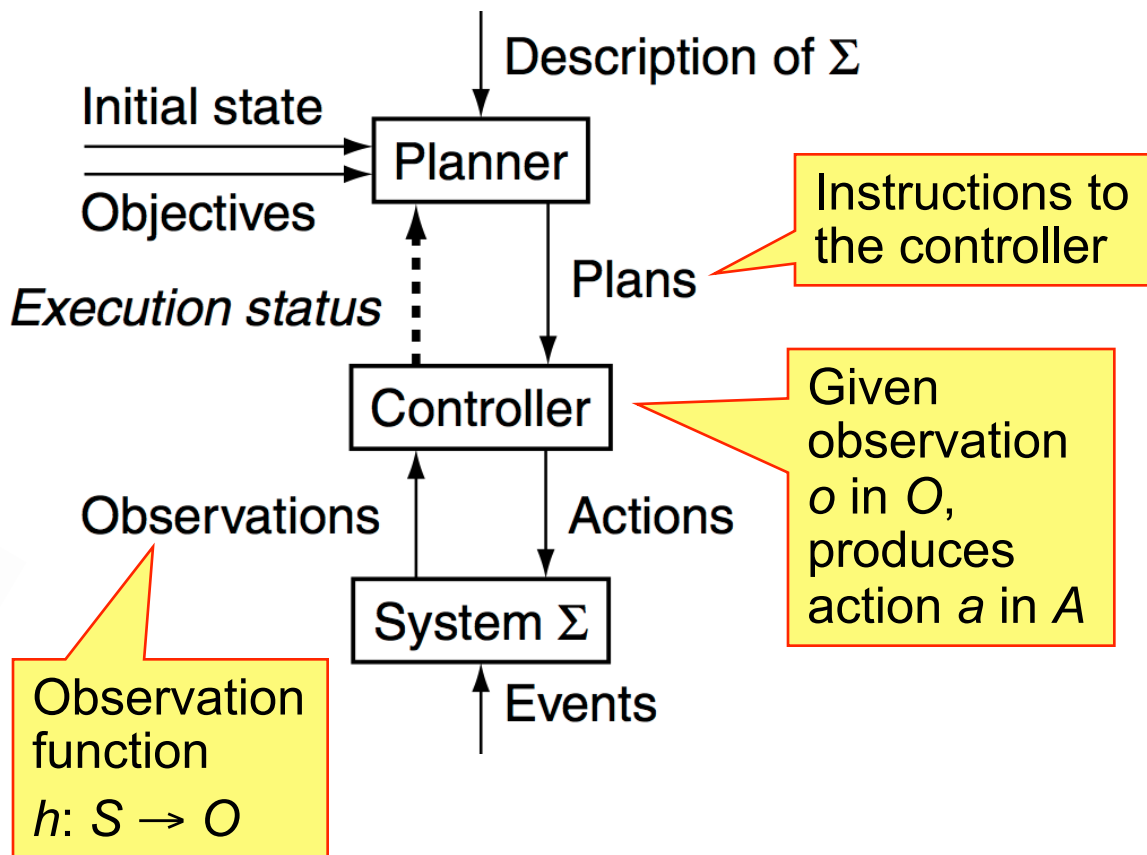 Description of Σ
Initial state
Planner
Objectives
Instructions to
the controller
Plans
Execution status
Controller
Given
observation
o in O,
produces
action a in A
Observations
Actions
System Σ
Events
Observation
function
h: S → O